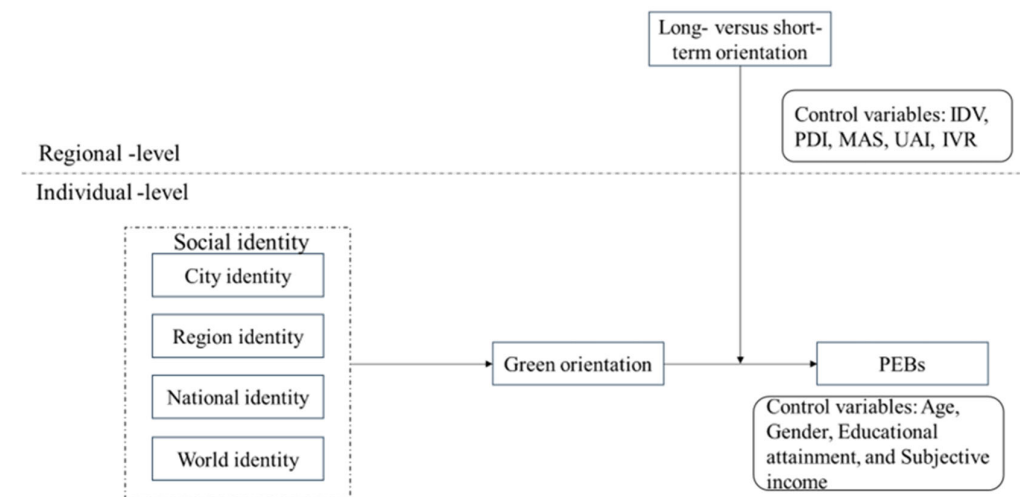 Long- versus short-
term orientation
Control variables: IDV,
PDI, MAS, UAI, IVR
Regional -level
Individual -level
Social identity
City identity
Region identity
National identity
World identity
Green orientation
PEBs
Control variables: Age,
Gender, Educational
attainment, and Subjective
income